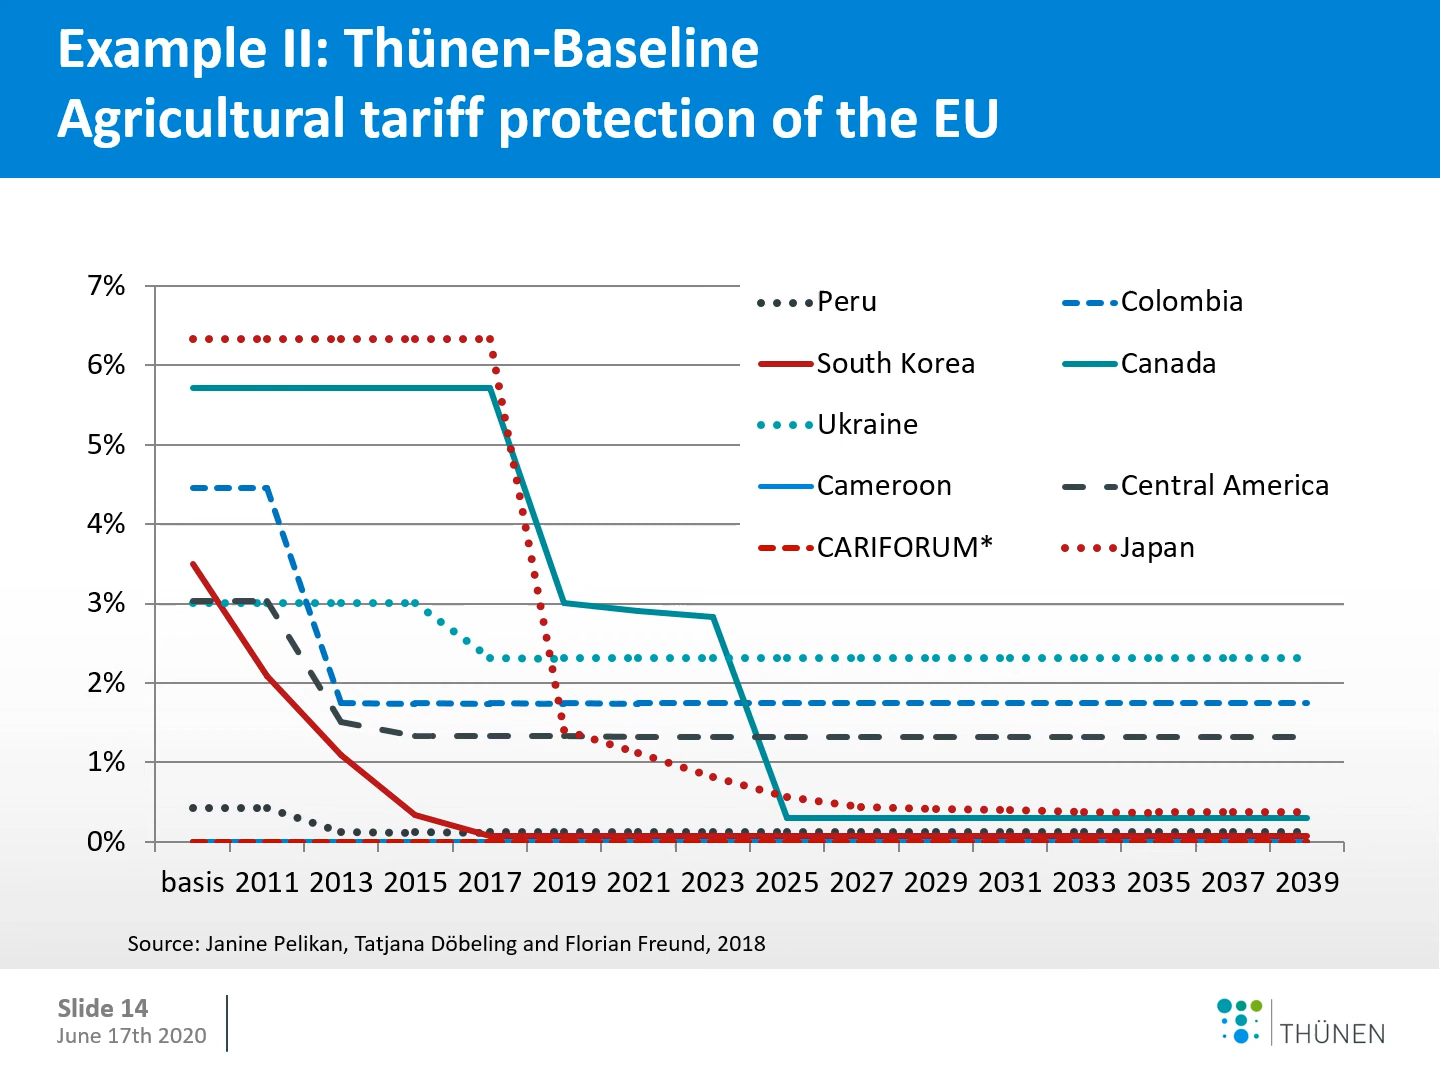 Example II: Thünen-Baseline
Agricultural tariff protection of the EU
7%
6%
5%
4%
3%
2%
1%
0%
Peru
Colombia
South Korea
Canada
Ukraine
Cameroon
Central America
CARIFORUM*
Japan
basis 2011 2013 2015 2017 2019 2021 2023 2025 2027 2029 2031 2033 2035 2037 2039
Source: Janine Pelikan, Tatjana Döbeling and Florian Freund, 2018
Slide 14
June 17th 2020
THÜNEN